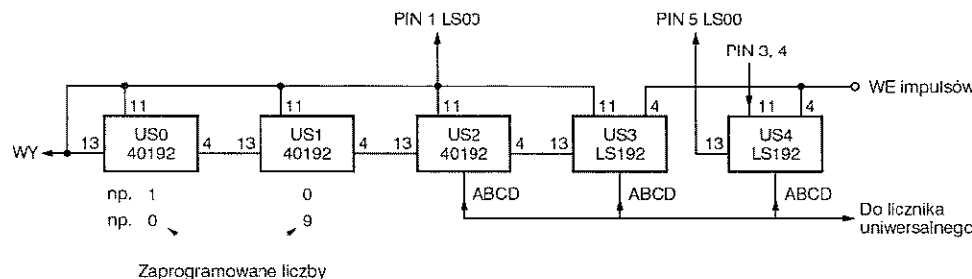 PIN 1 LS00 PIN 5 LS00
PIN 3, 4
11 11 11 11 4 11 4 WE impulsów
WY 13 US0 4 13 US1 4 13 US2 4 13 US3 13 US4
40192 40192 40192 LS192 LS192
np. 1 0 ABCD ABCD ABCD
np. 0 9 Do licznika
uniwersalnego
Zaprogramowane liczby